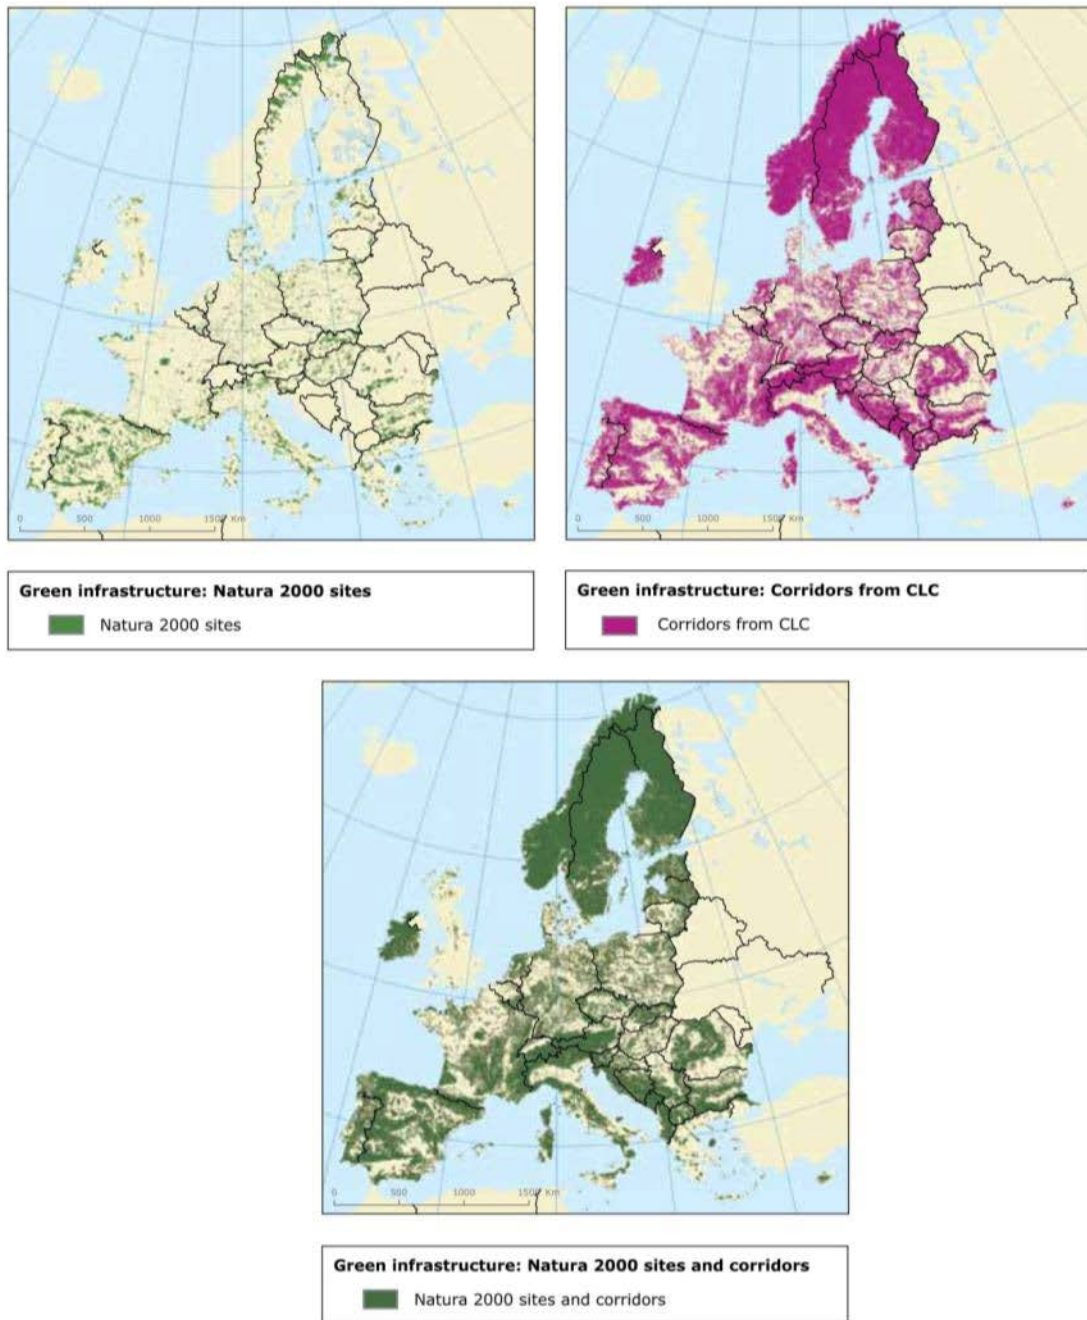 0 500 1000 1500 Km
0 500 1000 1500 Km
Green infrastructure: Natura 2000 sites
Natura 2000 sites
Green infrastructure: Corridors from CLC
Corridors from CLC
0 500 1000 1500 Km
Green infrastructure: Natura 2000 sites and corridors
Natura 2000 sites and corridors